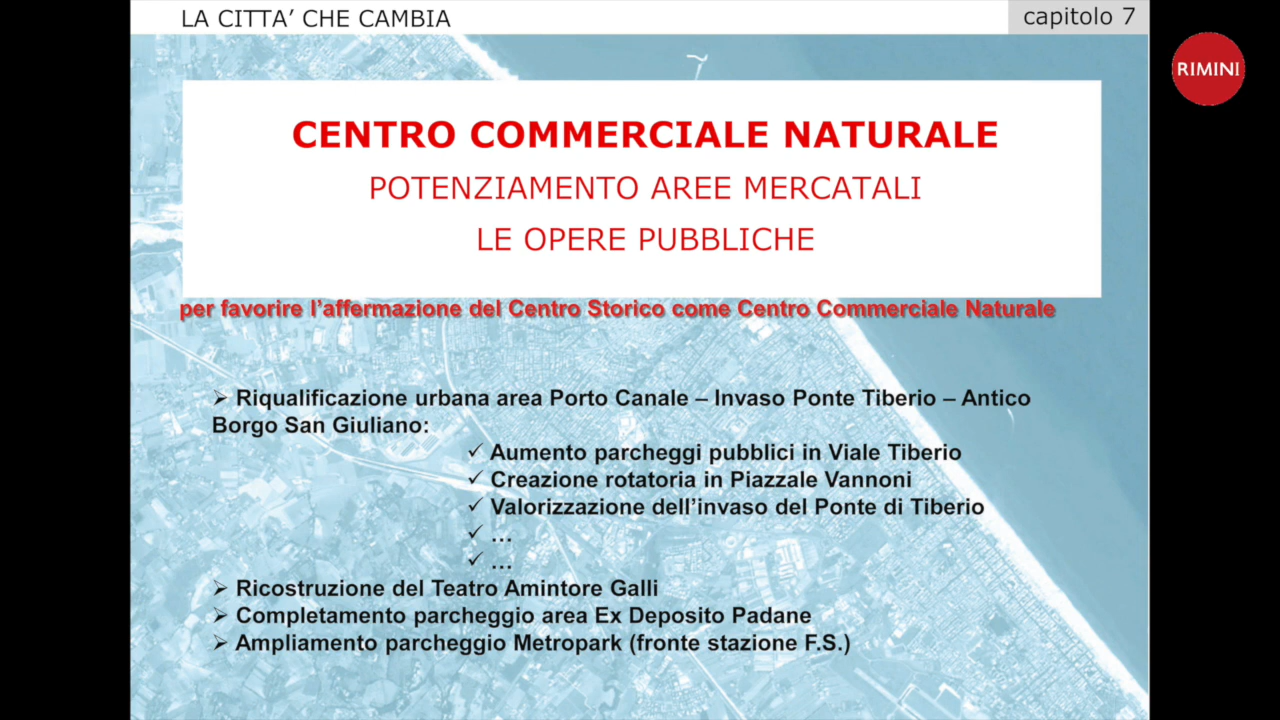 LA CITTA’ CHE CAMBIA
capitolo 7
RIMINI
CENTRO COMMERCIALE NATURALE
POTENZIAMENTO AREE MERCATALI
LE OPERE PUBBLICHE
per favorire l’affermazione del Centro Storico come Centro Commerciale Naturale
➢ Riqualificazione urbana area Porto Canale – Invaso Ponte Tiberio – Antico
Borgo San Giuliano:
✓ Aumento parcheggi pubblici in Viale Tiberio
✓ Creazione rotatoria in Piazzale Vannoni
✓ Valorizzazione dell’invaso del Ponte di Tiberio
✓ …
✓ …
➢ Ricostruzione del Teatro Amintore Galli
➢ Completamento parcheggio area Ex Deposito Padane
➢ Ampliamento parcheggio Metropark (fronte stazione F.S.)